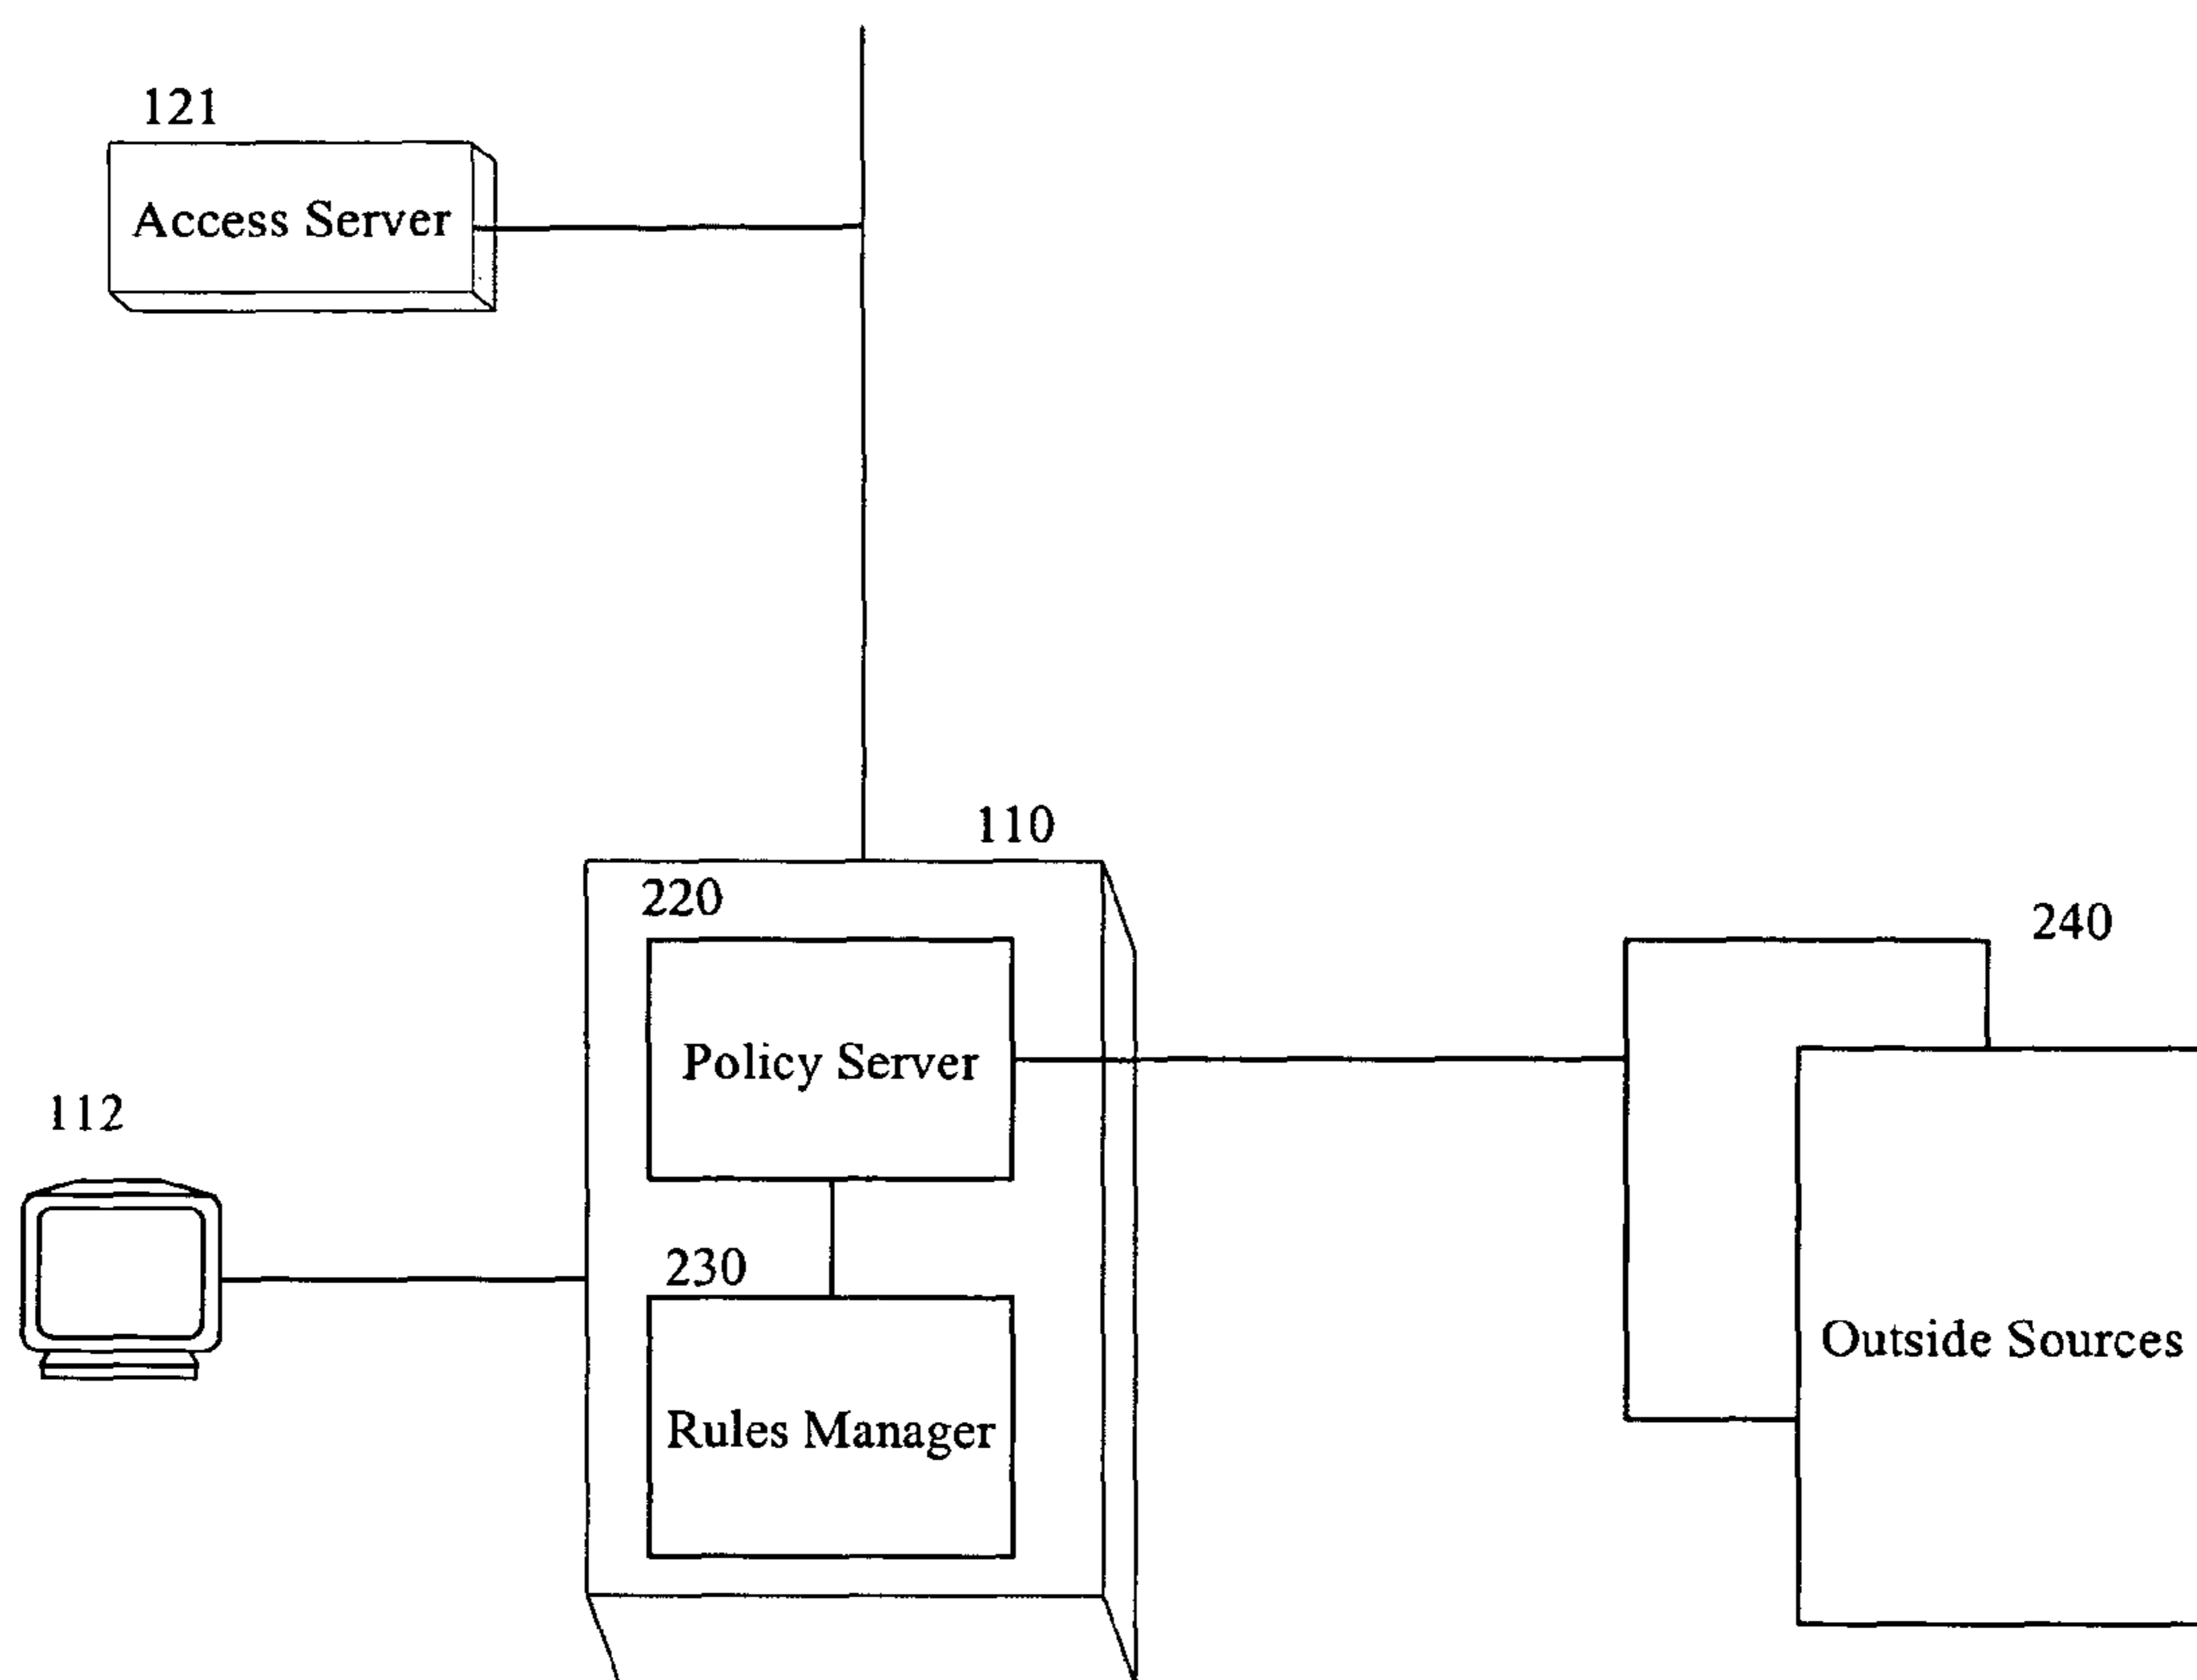 121
Access Server
110
220
240
Policy Server
112
230
Outside Sources
Rules Manager